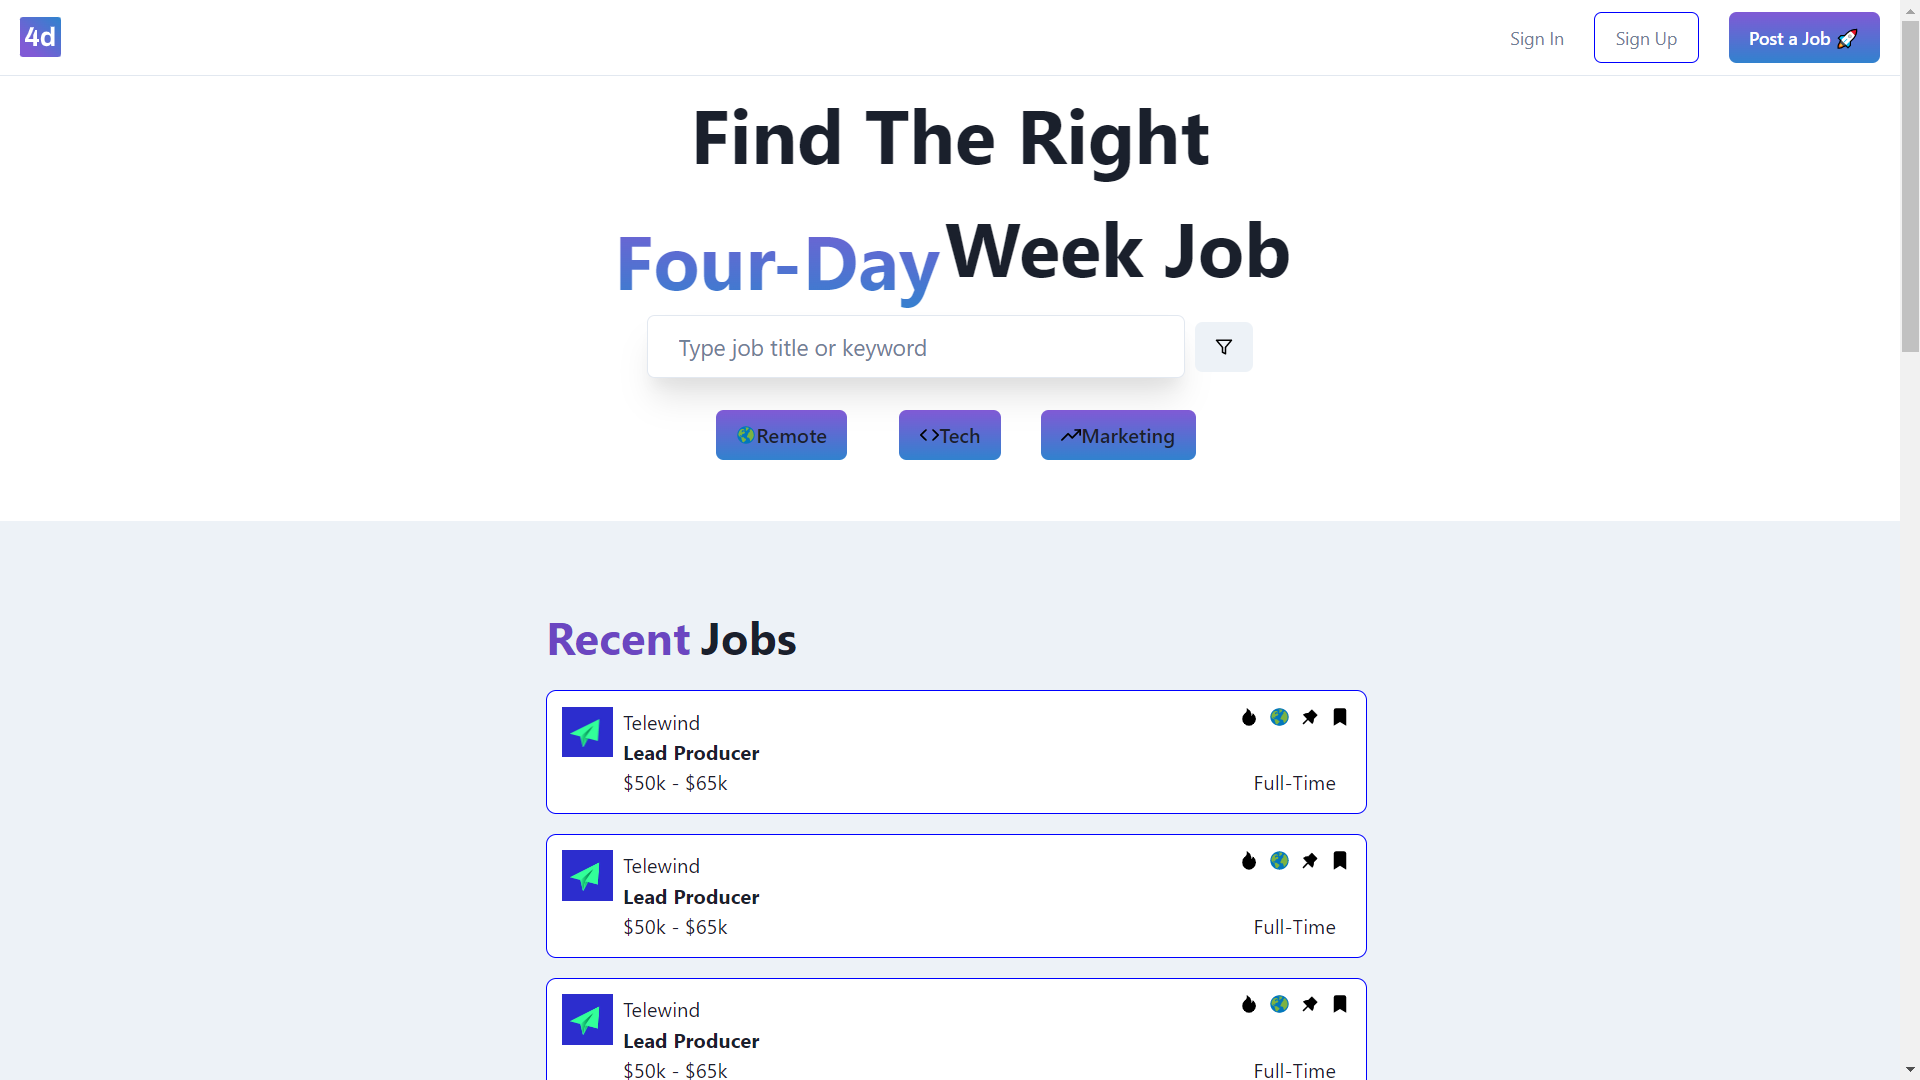 4d
Sign In
Sign Up
Post a Job 🚀
Find The Right
Four-Day Week Job
Type job title or keyword
Remote
Tech
Marketing
Recent Jobs
Telewind
Lead Producer
$50k - $65k
Full-Time
Telewind
Lead Producer
$50k - $65k
Full-Time
Telewind
Lead Producer
$50k - $65k
Full-Time